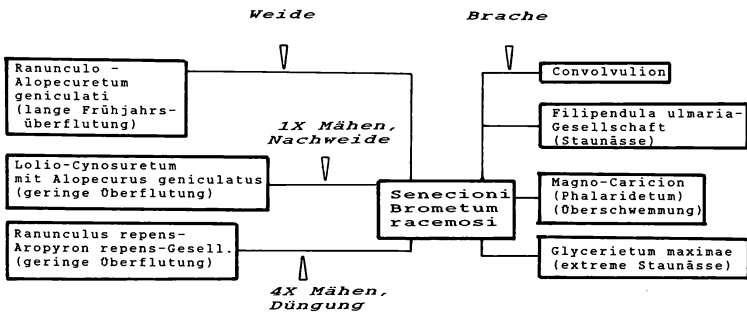 Weide
Brache
Ranunculo -
Alopecuretum
geniculati
(lange Frühjahrs-
überflutung)
1X Mähen,
Nachweide
Lolio-Cynosuretum
mit Alopecurus geniculatus
(geringe Überflutung)
Ranunculus repens-
Aropyron repens-Gesell.
(geringe Überflutung)
4X Mähen,
Düngung
Senecioni
Brometum
racemosi
Convolvulion
Filipendula ulmaria-
Gesellschaft
(Staunässe)
Magno-Caricion
(Phalaridetum)
(Überschwemmung)
Glycerietum maximae
(extreme Staunässe)